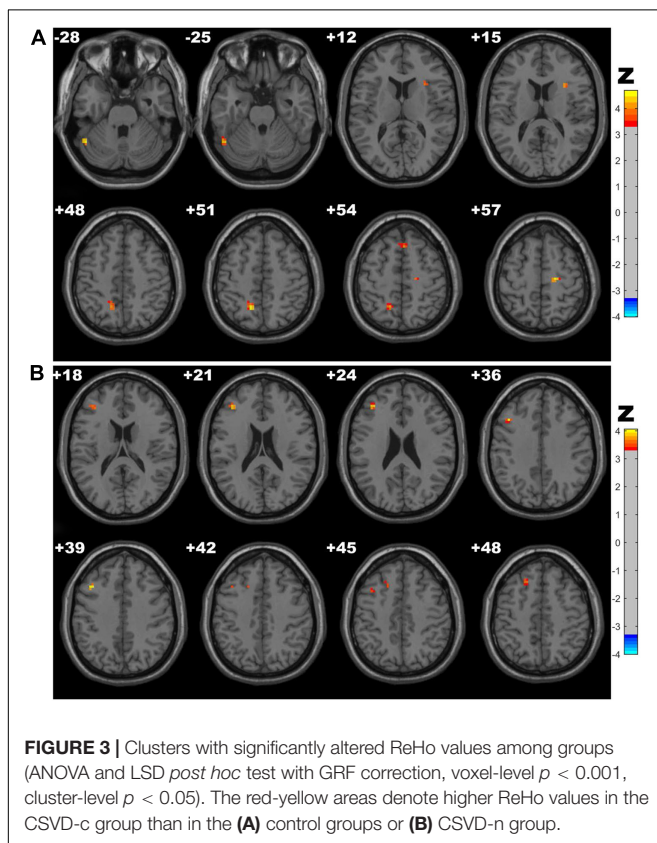 A
-28 -25 +12 +15
Z
4
3
2
1
0
-1
-2
-3
-4
+48 +51 +54 +57
B
+18 +21 +24 +36
Z
4
3
2
1
0
-1
-2
-3
-4
+39 +42 +45 +48
FIGURE 3 | Clusters with significantly altered ReHo values among groups
(ANOVA and LSD post hoc test with GRF correction, voxel-level p < 0.001,
cluster-level p < 0.05). The red-yellow areas denote higher ReHo values in the
CSVD-c group than in the (A) control groups or (B) CSVD-n group.